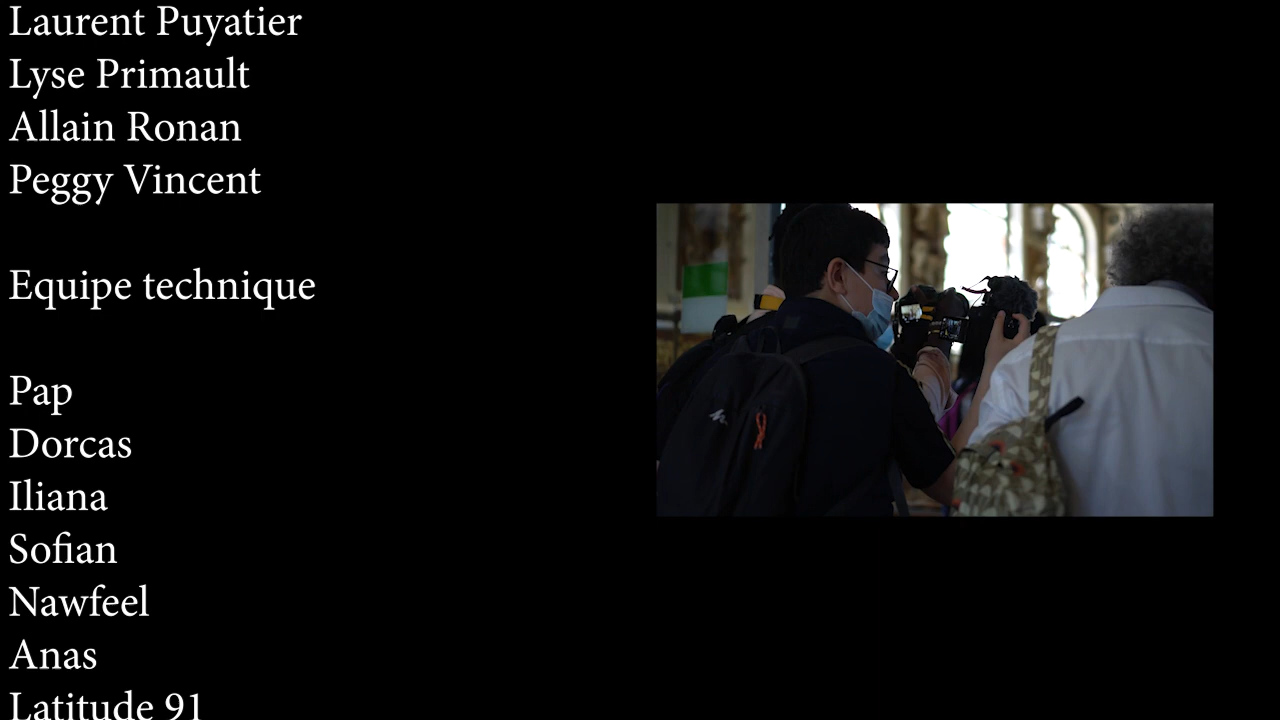 Laurent Puyatier
Lyse Primault
Allain Ronan
Peggy Vincent
Equipe technique
Pap
Dorcas
Iliana
Sofian
Nawfeel
Anas
Latitude 91